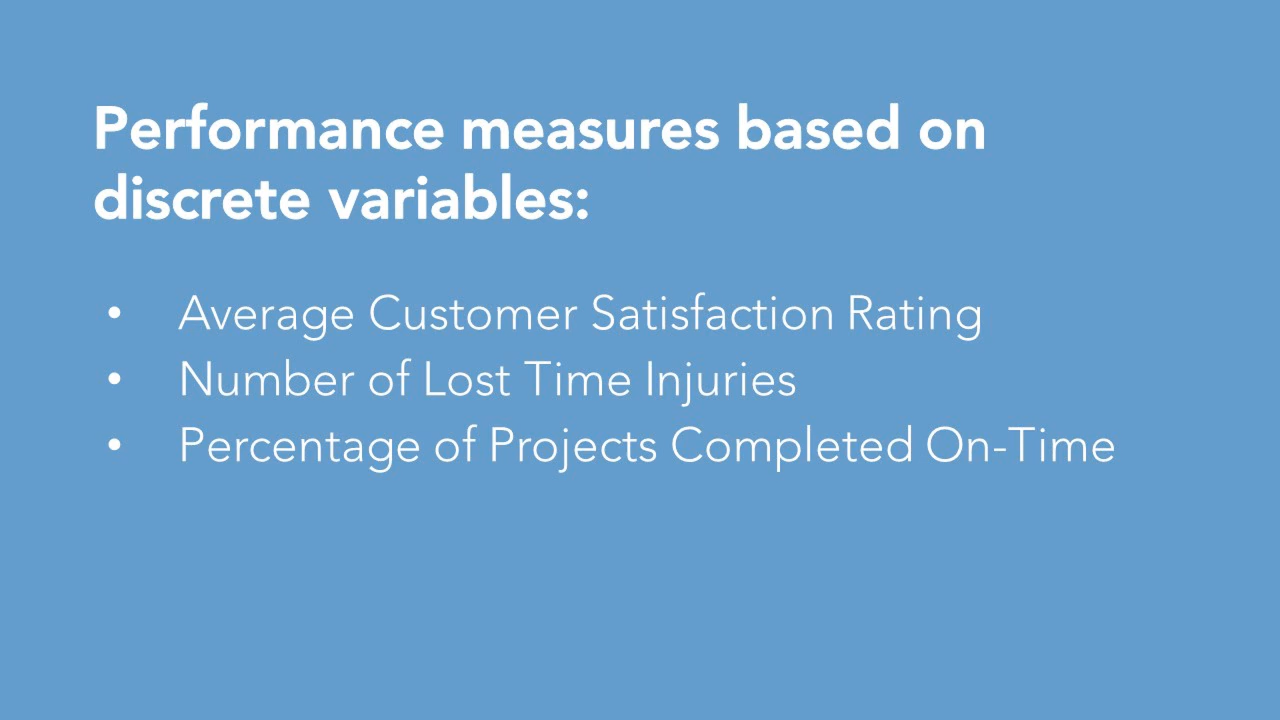 Performance measures based on
discrete variables:
• Average Customer Satisfaction Rating
• Number of Lost Time Injuries
• Percentage of Projects Completed On-Time